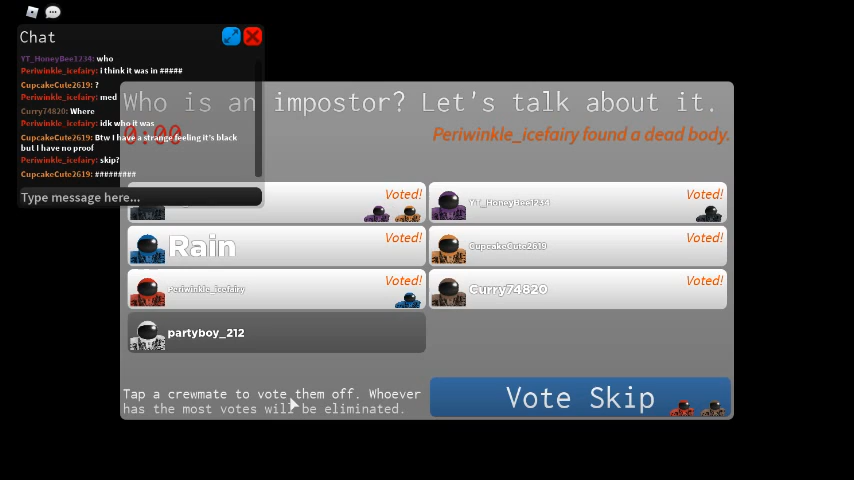 Chat
YT_HoneyBee1234: who
Periwinkle_icefairy: i think it was in #####
CupcakeCute2619: ?
Periwinkle_icefairy: med
Curry74820: Where
Periwinkle_icefairy: idk who it was
CupcakeCute2619: Btw I have a strange feeling it's black
but I have no proof
Periwinkle_icefairy: skip?
CupcakeCute2619: #########
Type message here...
Who is an impostor? Let's talk about it.
0:00
Periwinkle_icefairy found a dead body.
Voted!
YT_HoneyBee1234 Voted!
Rain Voted!
CupcakeCute2619 Voted!
Periwinkle_icefairy Voted!
Curry74820 Voted!
partyboy_212
Tap a crewmate to vote them off. Whoever
has the most votes will be eliminated.
Vote Skip